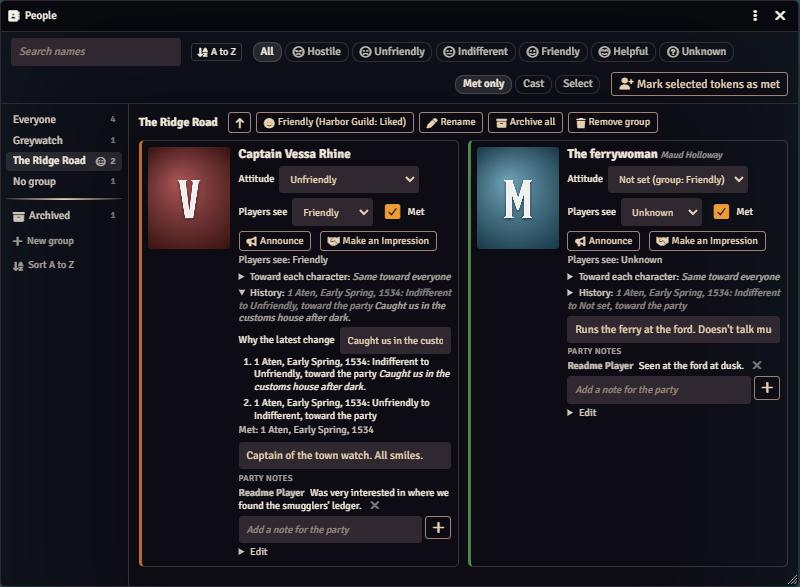 People
Search names
A to Z
All
Hostile
Unfriendly
Indifferent
Friendly
Helpful
Unknown
Met only
Cast
Select
Mark selected tokens as met
Everyone 4
Greywatch 1
The Ridge Road 2
No group 1
Archived 1
New group
Sort A to Z
The Ridge Road
Friendly (Harbor Guild: Liked)
Rename
Archive all
Remove group
V
Captain Vessa Rhine
Attitude Unfriendly
Players see Friendly Met
Announce
Make an Impression
Players see: Friendly
Toward each character: Same toward everyone
History: 1 Aten, Early Spring, 1534: Indifferent
to Unfriendly, toward the party Caught us in the
customs house after dark.
Why the latest change Caught us in the custo
1. 1 Aten, Early Spring, 1534: Indifferent to
Unfriendly, toward the party Caught us in the
customs house after dark.
2. 1 Aten, Early Spring, 1534: Unfriendly to
Indifferent, toward the party
Met: 1 Aten, Early Spring, 1534
Captain of the town watch. All smiles.
PARTY NOTES
Readme Player Was very interested in where we
found the smugglers' ledger.
Add a note for the party
Edit
M
The ferrywoman Maud Holloway
Attitude Not set (group: Friendly)
Players see Unknown Met
Announce
Make an Impression
Players see: Unknown
Toward each character: Same toward everyone
History: 1 Aten, Early Spring, 1534: Indifferent
to Not set, toward the party
Runs the ferry at the ford. Doesn't talk mu
PARTY NOTES
Readme Player Seen at the ford at dusk.
Add a note for the party
Edit